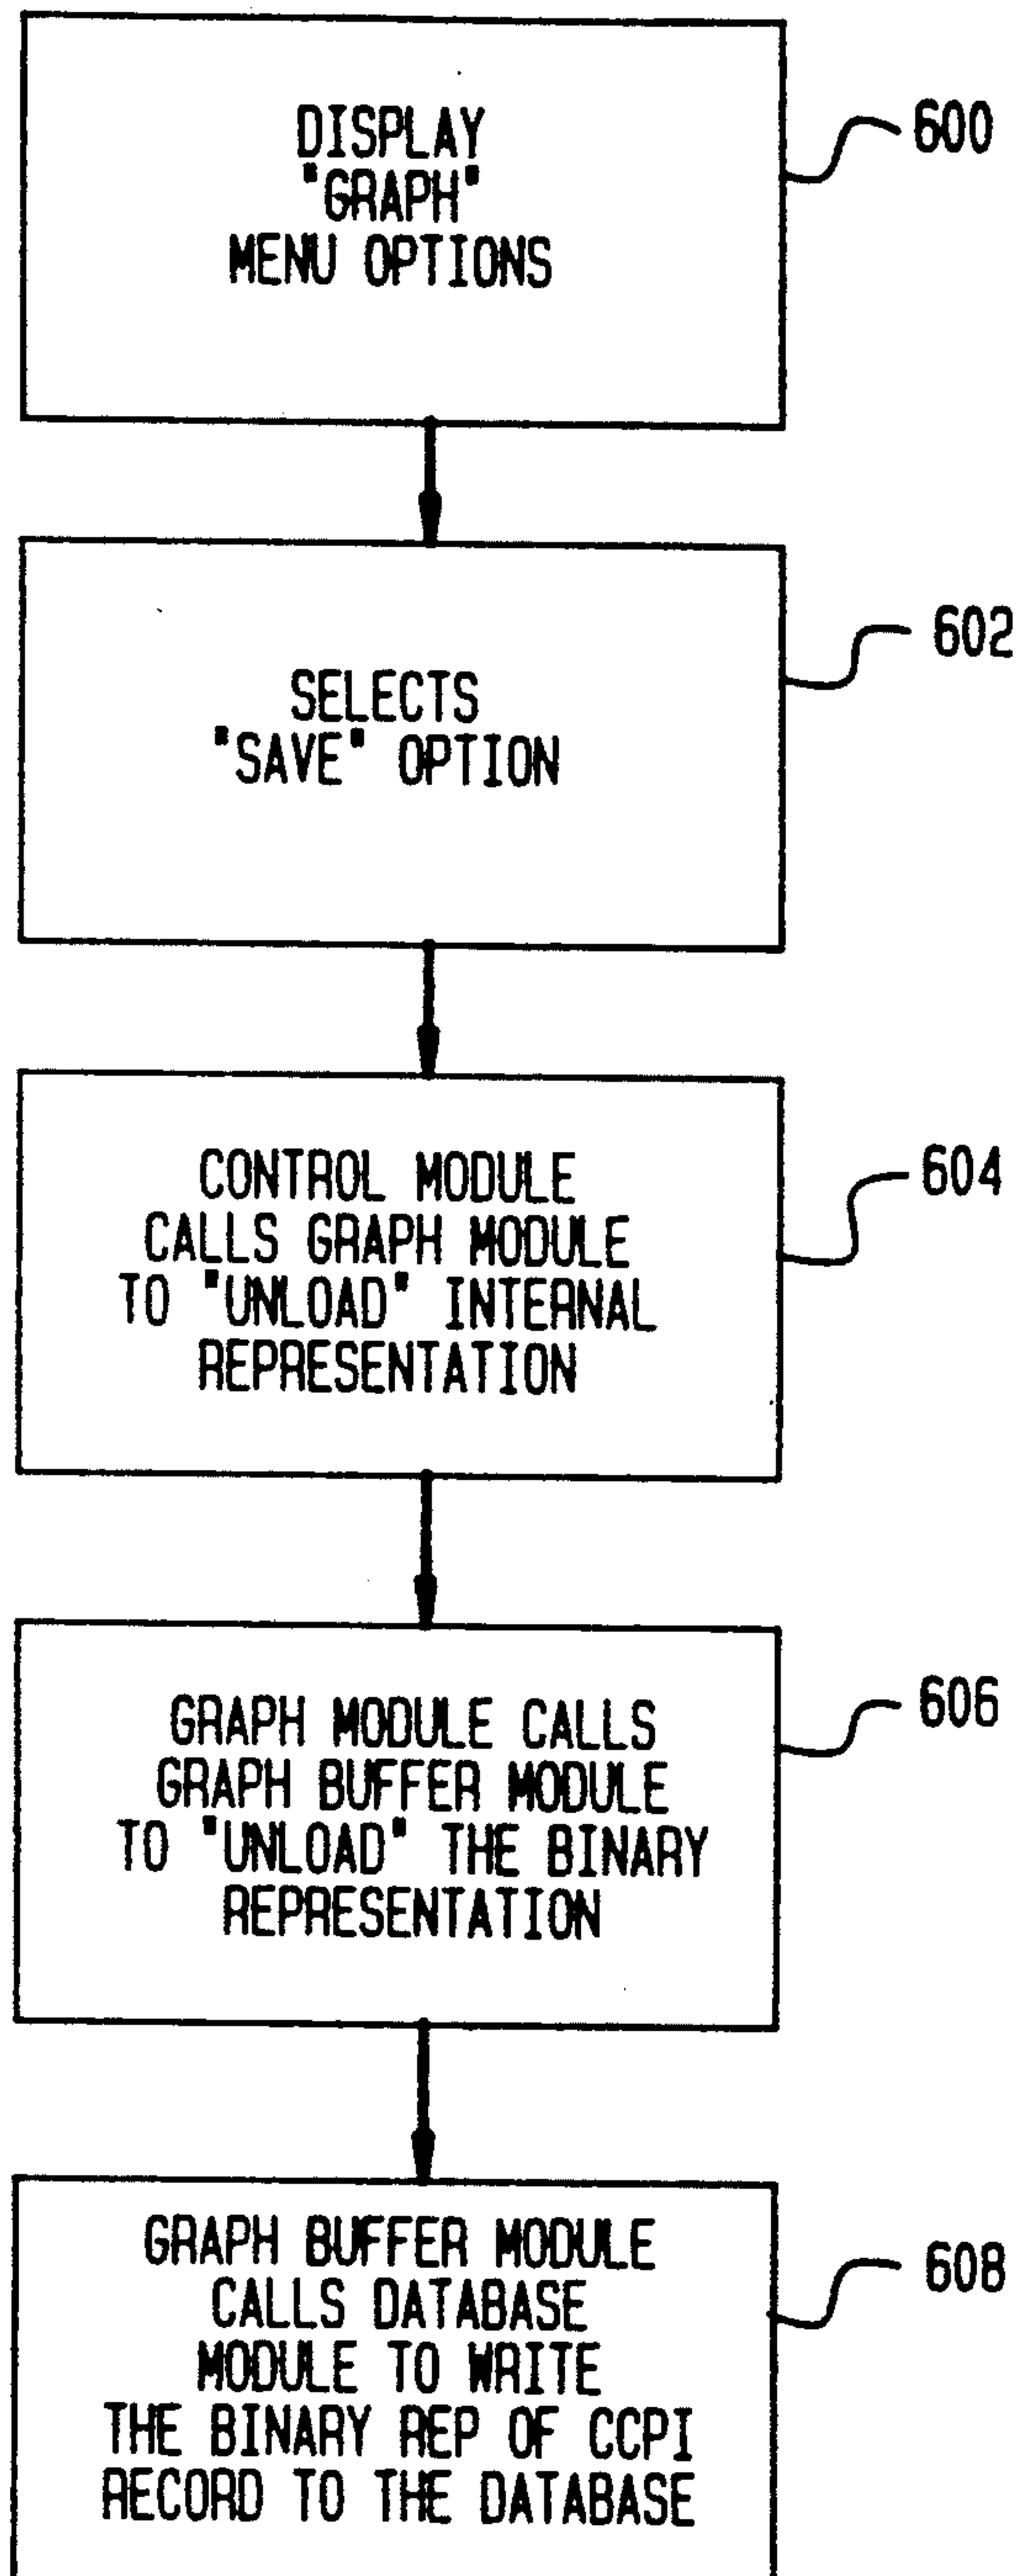 DISPLAY
"GRAPH"
MENU OPTIONS
600
SELECTS
"SAVE" OPTION
602
CONTROL MODULE
CALLS GRAPH MODULE
TO "UNLOAD" INTERNAL
REPRESENTATION
604
GRAPH MODULE CALLS
GRAPH BUFFER MODULE
TO "UNLOAD" THE BINARY
REPRESENTATION
606
GRAPH BUFFER MODULE
CALLS DATABASE
MODULE TO WRITE
THE BINARY REP OF CCPI
RECORD TO THE DATABASE
608